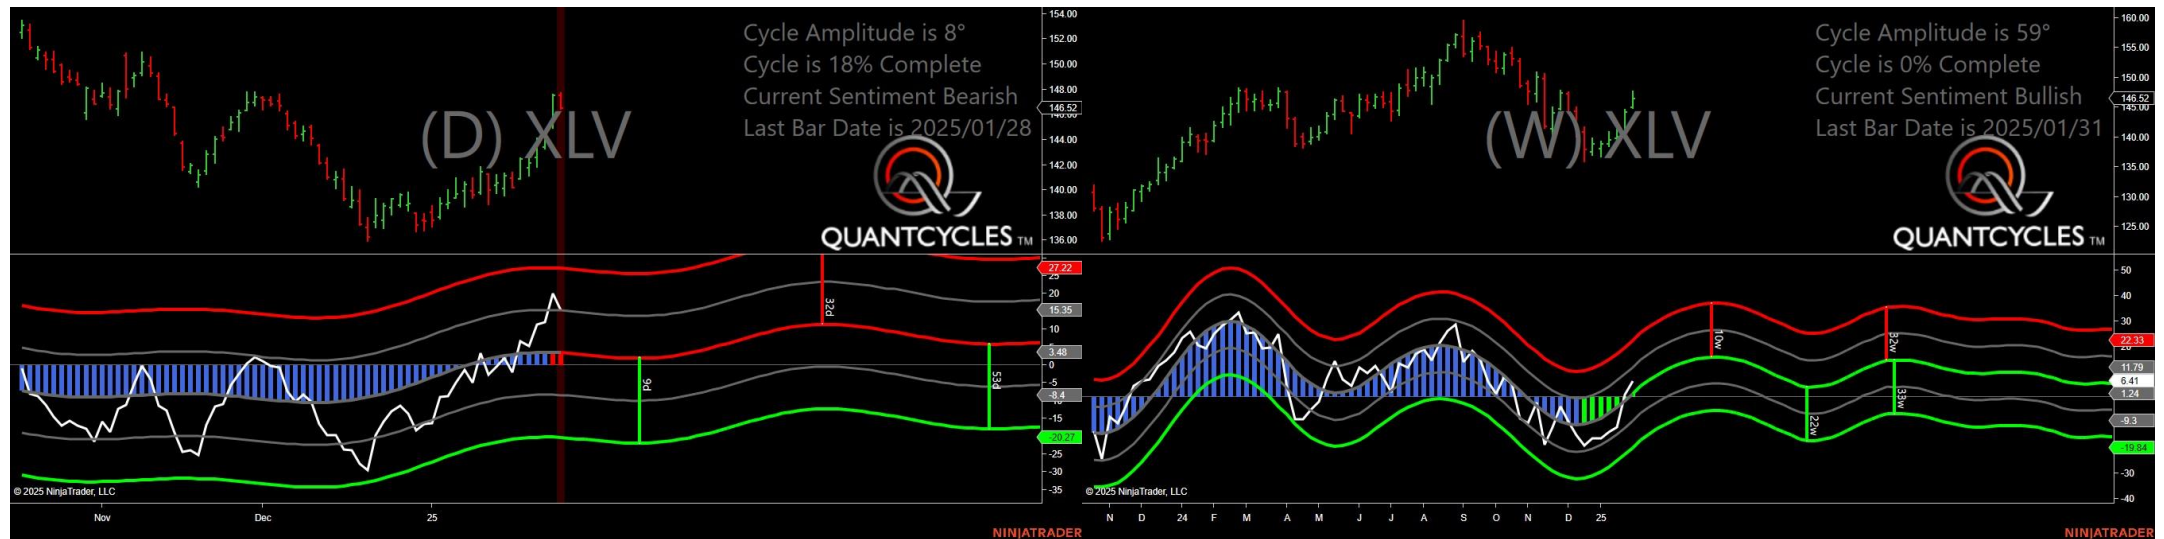 Cycle Amplitude is 8°
Cycle is 18% Complete
Current Sentiment Bearish
Last Bar Date is 2025/01/28
(D) XLV
QUANTCYCLES TM
154.00
152.00
150.00
148.00
146.52
146.00
144.00
142.00
140.00
138.00
136.00
27.22
25
20
15.35
10
3.48
0
-5
-8.4
-10
-15
-20.27
-25
-30
-35
32d
9d
53d
© 2025 NinjaTrader, LLC
Nov Dec 25
NINJATRADER
Cycle Amplitude is 59°
Cycle is 0% Complete
Current Sentiment Bullish
Last Bar Date is 2025/01/31
(W) XLV
QUANTCYCLES TM
160.00
155.00
150.00
146.52
145.00
140.00
135.00
130.00
125.00
50
40
30
22.33
20
11.79
6.41
1.24
-9.3
-19.84
-30
-40
10w
32w
22w
33w
© 2025 NinjaTrader, LLC
N D 24 F M A M J J A S O N D 25
NINJATRADER